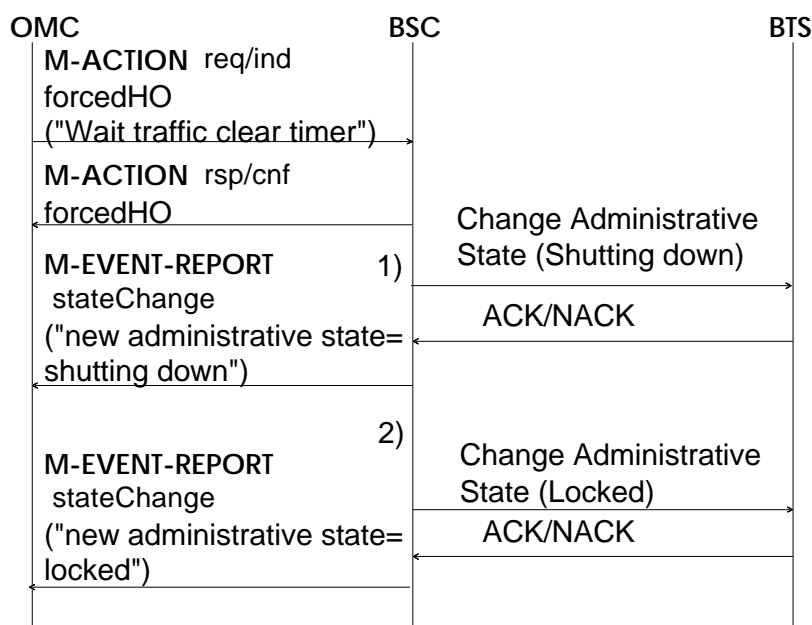 OMC BSC BTS
M-ACTION req/ind
forcedHO
("Wait traffic clear timer")
M-ACTION rsp/cnf
forcedHO
Change Administrative
State (Shutting down)
M-EVENT-REPORT 1)
stateChange
("new administrative state=
shutting down")
ACK/NACK
2)
M-EVENT-REPORT
stateChange
("new administrative state=
locked")
Change Administrative
State (Locked)
ACK/NACK